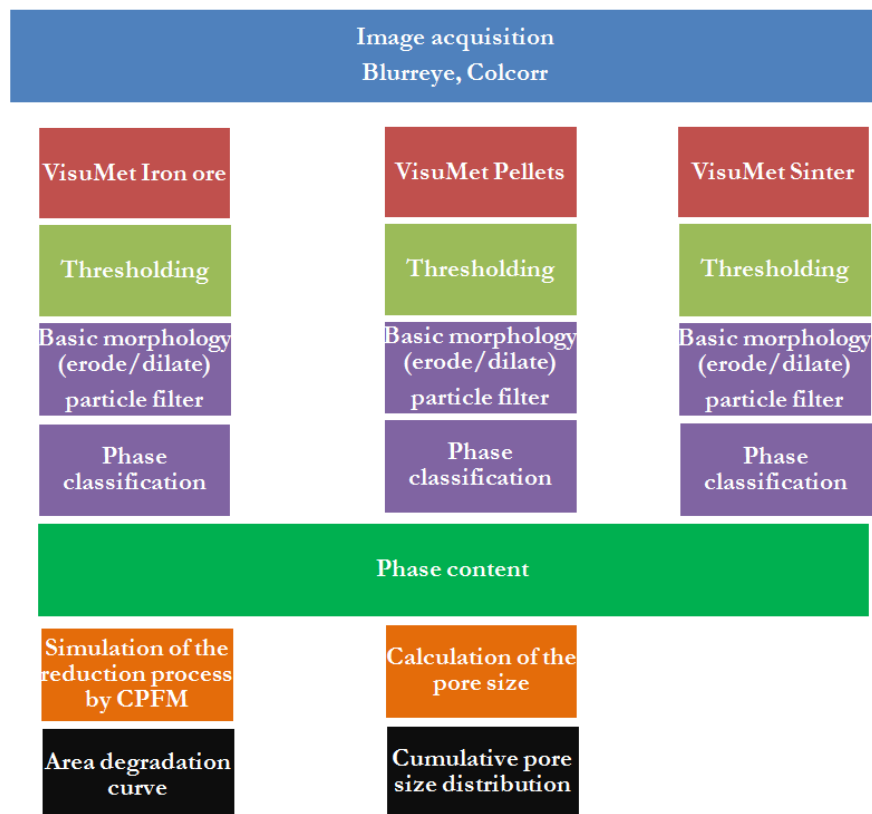 Image acquisition
Blurreye, Colcorr
VisuMet Iron ore
VisuMet Pellets
VisuMet Sinter
Thresholding
Thresholding
Thresholding
Basic morphology
(erode/dilate)
particle filter
Basic morphology
(erode/dilate)
particle filter
Basic morphology
(erode/dilate)
particle filter
Phase
classification
Phase
classification
Phase
classification
Phase content
Simulation of the
reduction process
by CPFM
Calculation of the
pore size
Area degradation
curve
Cumulative pore
size distribution